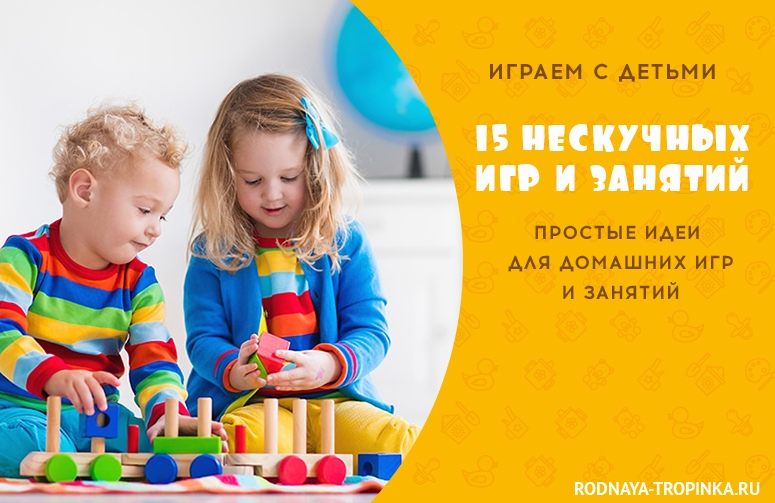 ИГРАЕМ С ДЕТЬМИ
15 НЕСКУЧНЫХ
ИГР И ЗАНЯТИЙ
ПРОСТЫЕ ИДЕИ
ДЛЯ ДОМАШНИХ ИГР
И ЗАНЯТИЙ
RODNAYA-TROPINKA.RU